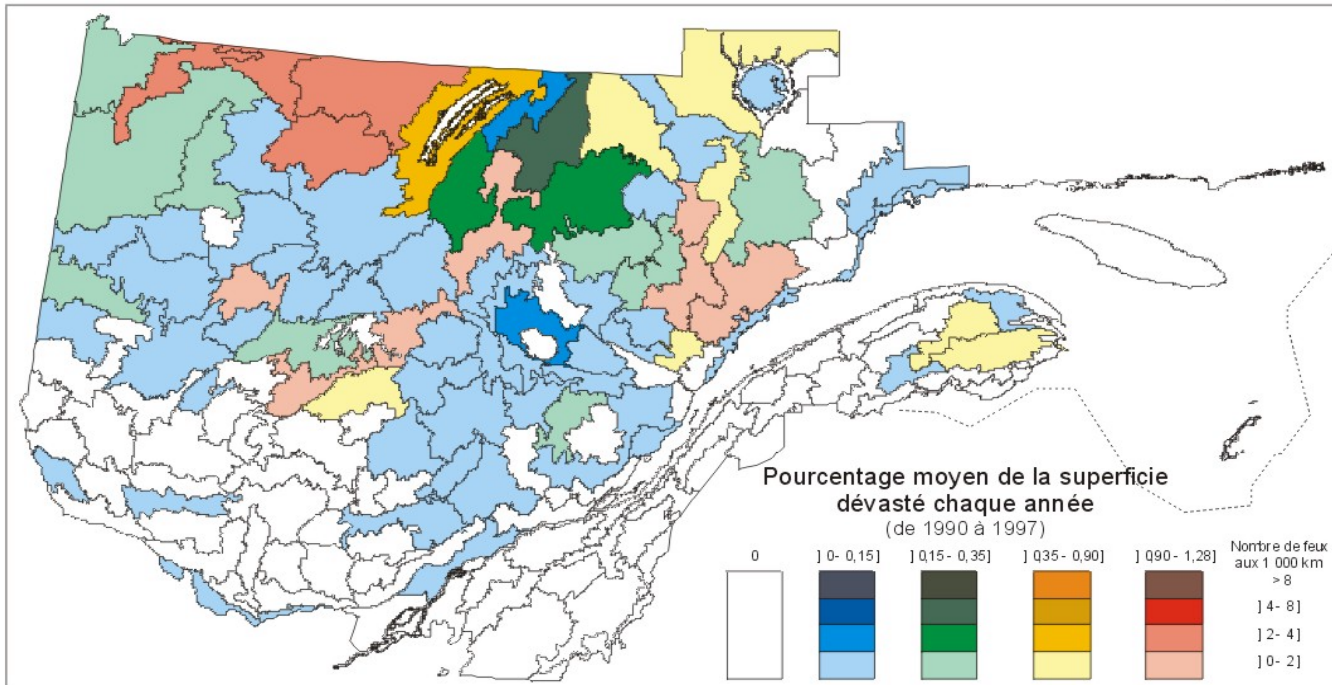 Pourcentage moyen de la superficie
dévasté chaque année
(de 1990 à 1997)
0
] 0- 0,15]
] 0,15 - 0,35]
] 0,35 - 0,90]
] 0,90 - 1,28]
Nombre de feux
aux 1 000 km
> 8
] 4- 8]
] 2- 4]
] 0- 2]